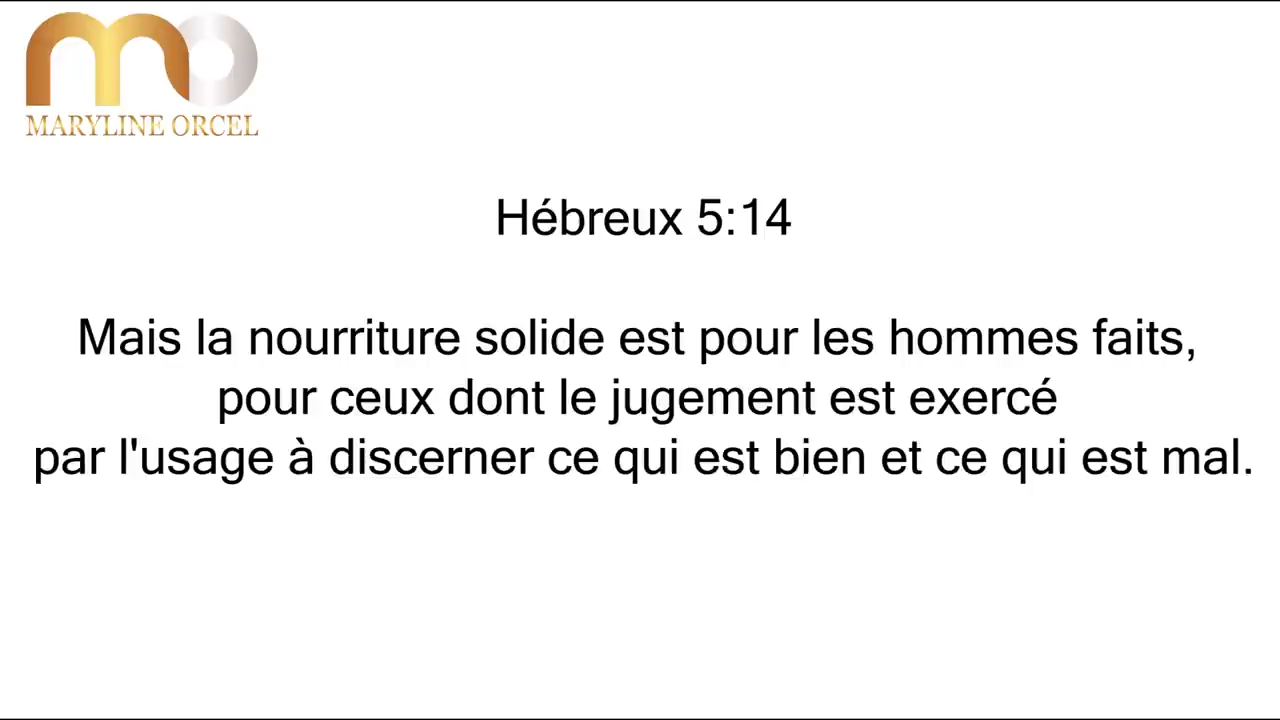 mo
MARYLINE ORCEL
Hébreux 5:14
Mais la nourriture solide est pour les hommes faits,
pour ceux dont le jugement est exercé
par l'usage à discerner ce qui est bien et ce qui est mal.